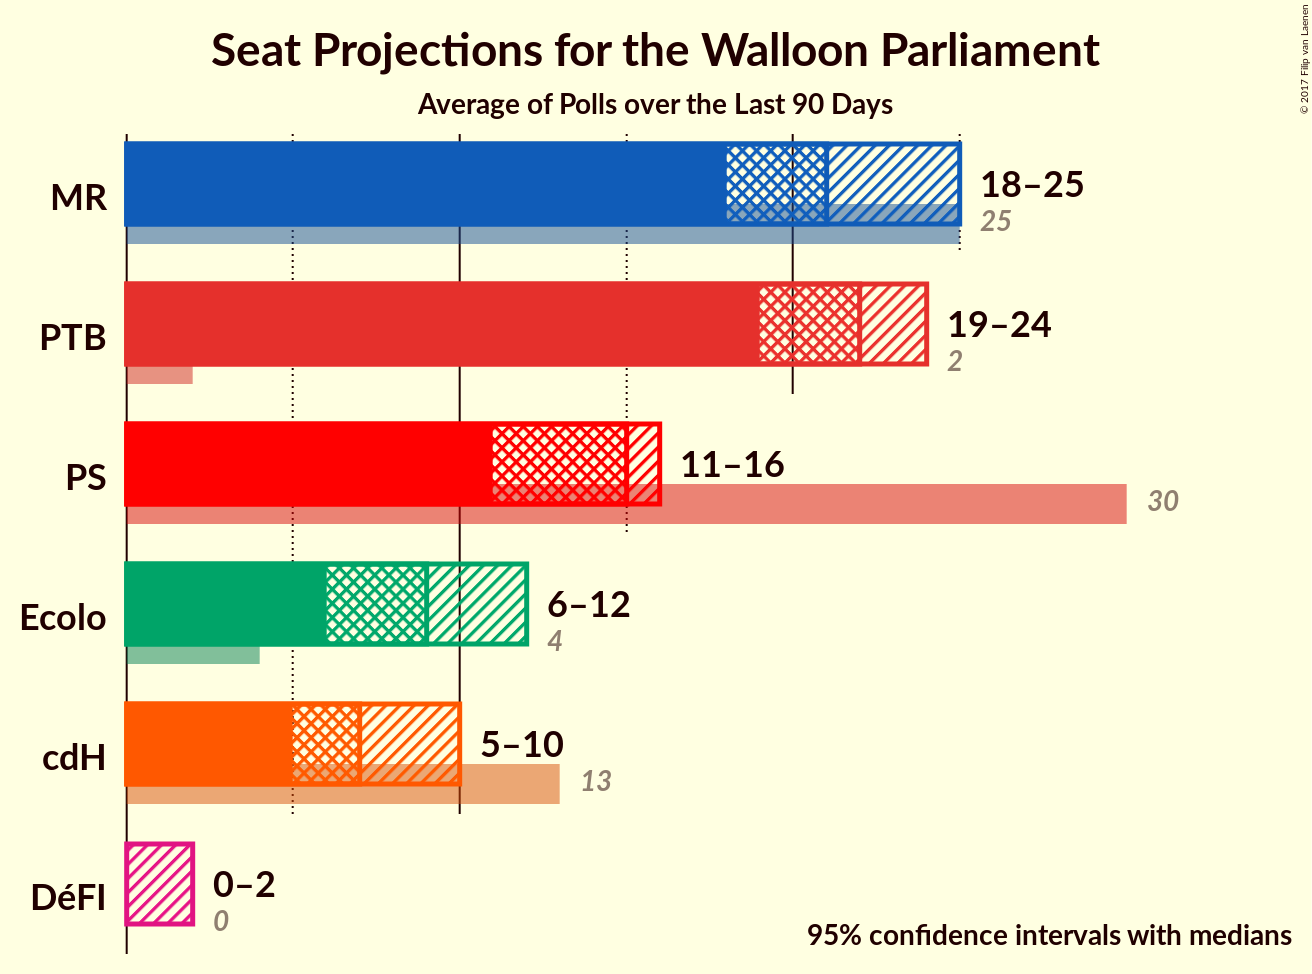 Seat Projections for the Walloon Parliament
Average of Polls over the Last 90 Days
© 2017 Filip van Laenen
MR
18–25
25
PTB
19–24
2
PS
11–16
30
Ecolo
6–12
4
cdH
5–10
13
DéFI
0–2
0
95% confidence intervals with medians